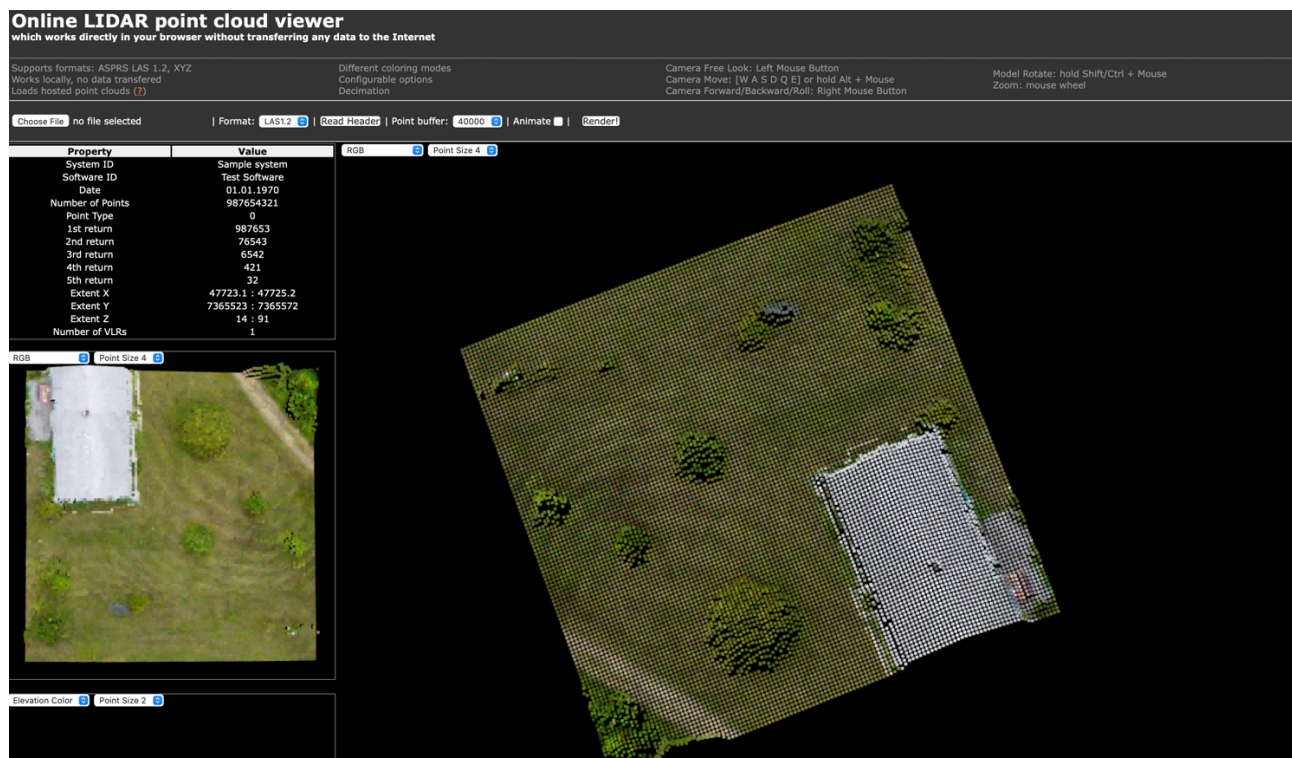 Online LIDAR point cloud viewer
which works directly in your browser without transferring any data to the Internet
Supports formats: ASPRS LAS 1.2, XYZ
Works locally, no data transfered
Loads hosted point clouds (?)
Different coloring modes
Configurable options
Decimation
Camera Free Look: Left Mouse Button
Camera Move: [W A S D Q E] or hold Alt + Mouse
Camera Forward/Backward/Roll: Right Mouse Button
Model Rotate: hold Shift/Ctrl + Mouse
Zoom: mouse wheel
Choose File no file selected | Format: LAS1.2 | Read Header | Point buffer: 40000 | Animate | Render!
Property Value
System ID Sample system
Software ID Test Software
Date 01.01.1970
Number of Points 987654321
Point Type 0
1st return 987653
2nd return 76543
3rd return 6542
4th return 421
5th return 32
Extent X 47723.1 : 47725.2
Extent Y 7365523 : 7365572
Extent Z 14 : 91
Number of VLRs 1
RGB Point Size 4
RGB Point Size 4
Elevation Color Point Size 2